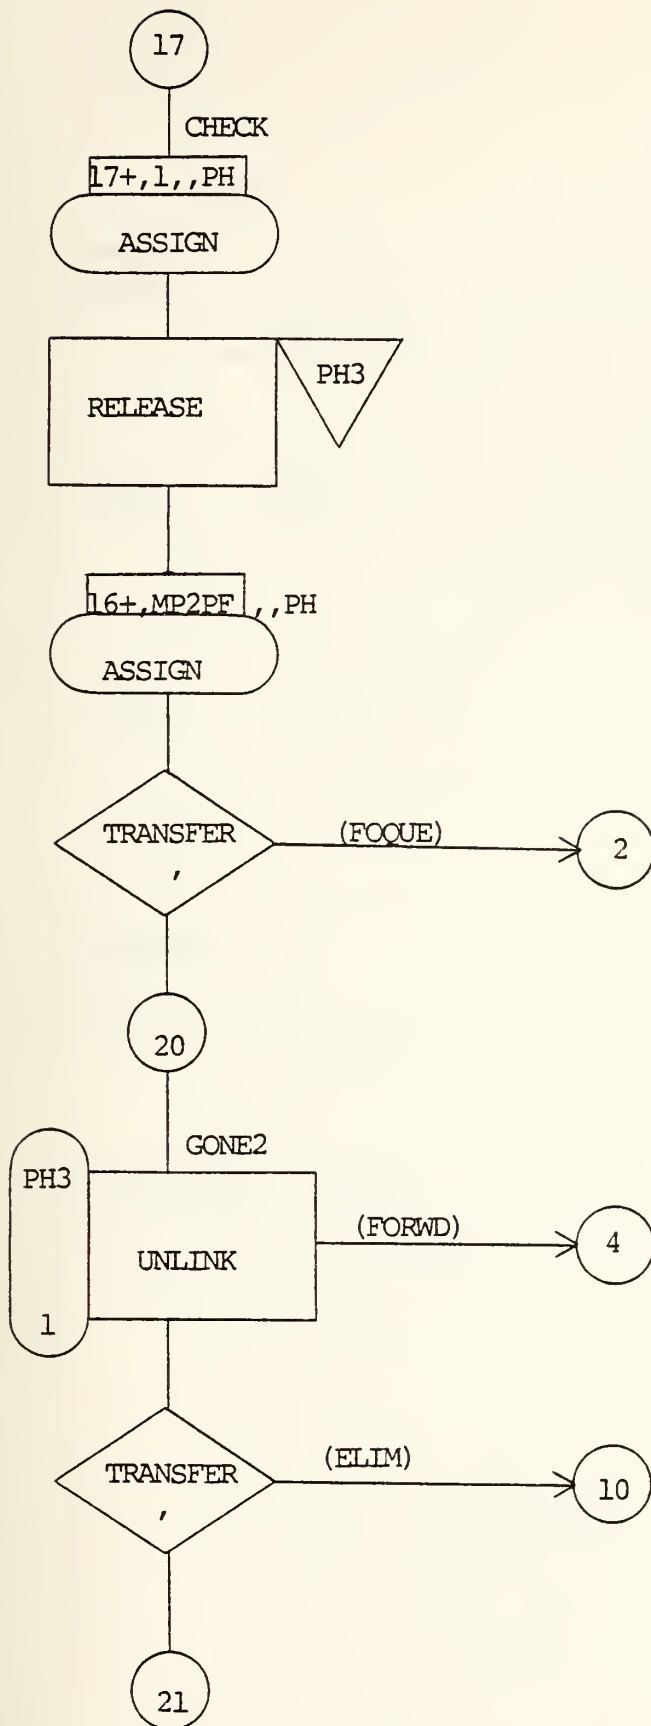 17
CHECK
17+,1,,PH
ASSIGN
RELEASE
PH3
16+,MP2PF,,PH
ASSIGN
TRANSFER
,
(FOQUE)
2
20
GONE2
PH3
1
UNLINK
(FORWD)
4
TRANSFER
,
(ELIM)
10
21